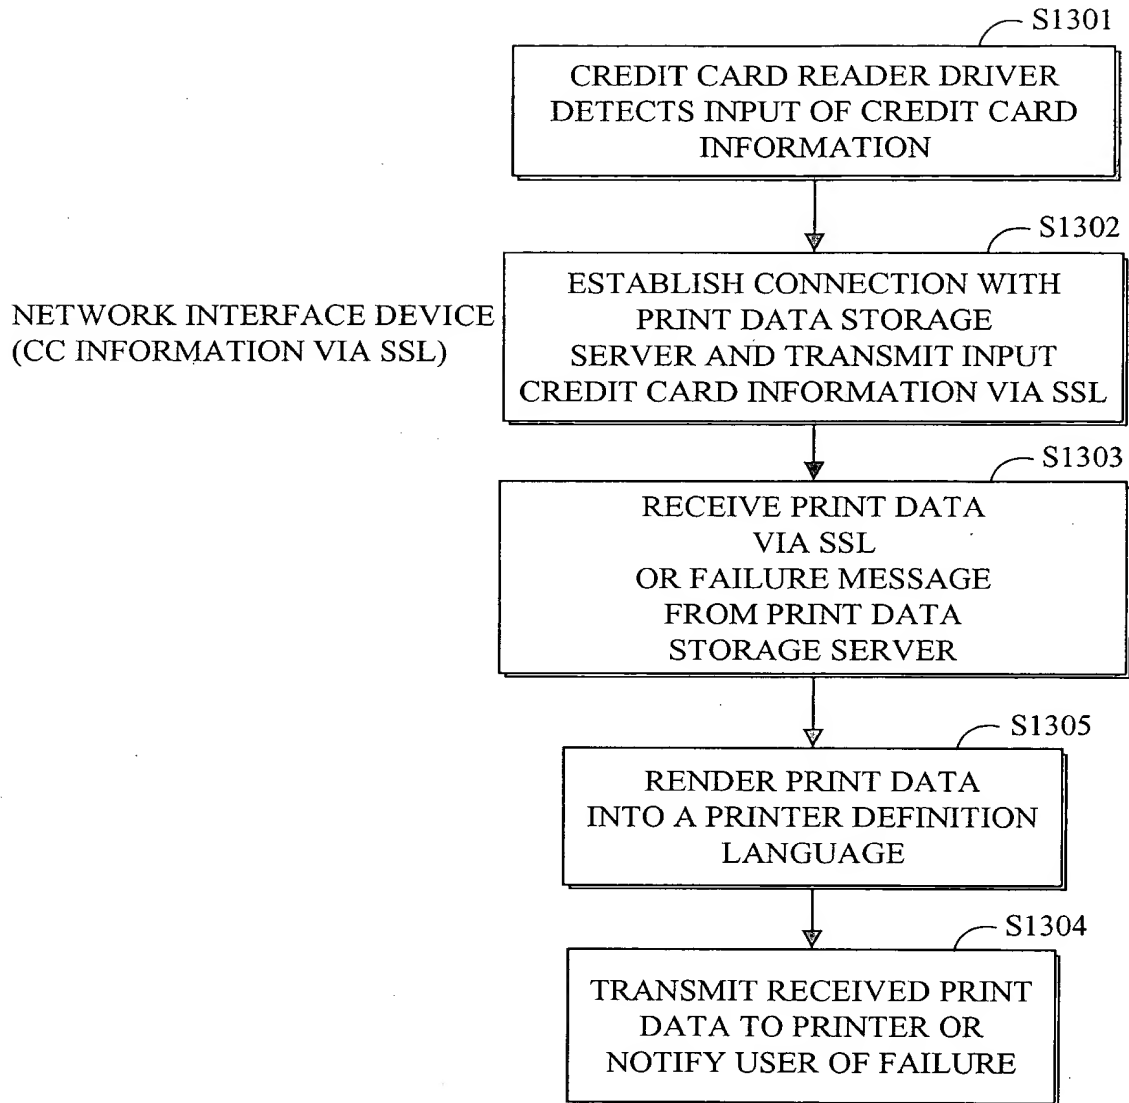 S1301
CREDIT CARD READER DRIVER
DETECTS INPUT OF CREDIT CARD
INFORMATION
S1302
NETWORK INTERFACE DEVICE
(CC INFORMATION VIA SSL)
ESTABLISH CONNECTION WITH
PRINT DATA STORAGE
SERVER AND TRANSMIT INPUT
CREDIT CARD INFORMATION VIA SSL
S1303
RECEIVE PRINT DATA
VIA SSL
OR FAILURE MESSAGE
FROM PRINT DATA
STORAGE SERVER
S1305
RENDER PRINT DATA
INTO A PRINTER DEFINITION
LANGUAGE
S1304
TRANSMIT RECEIVED PRINT
DATA TO PRINTER OR
NOTIFY USER OF FAILURE